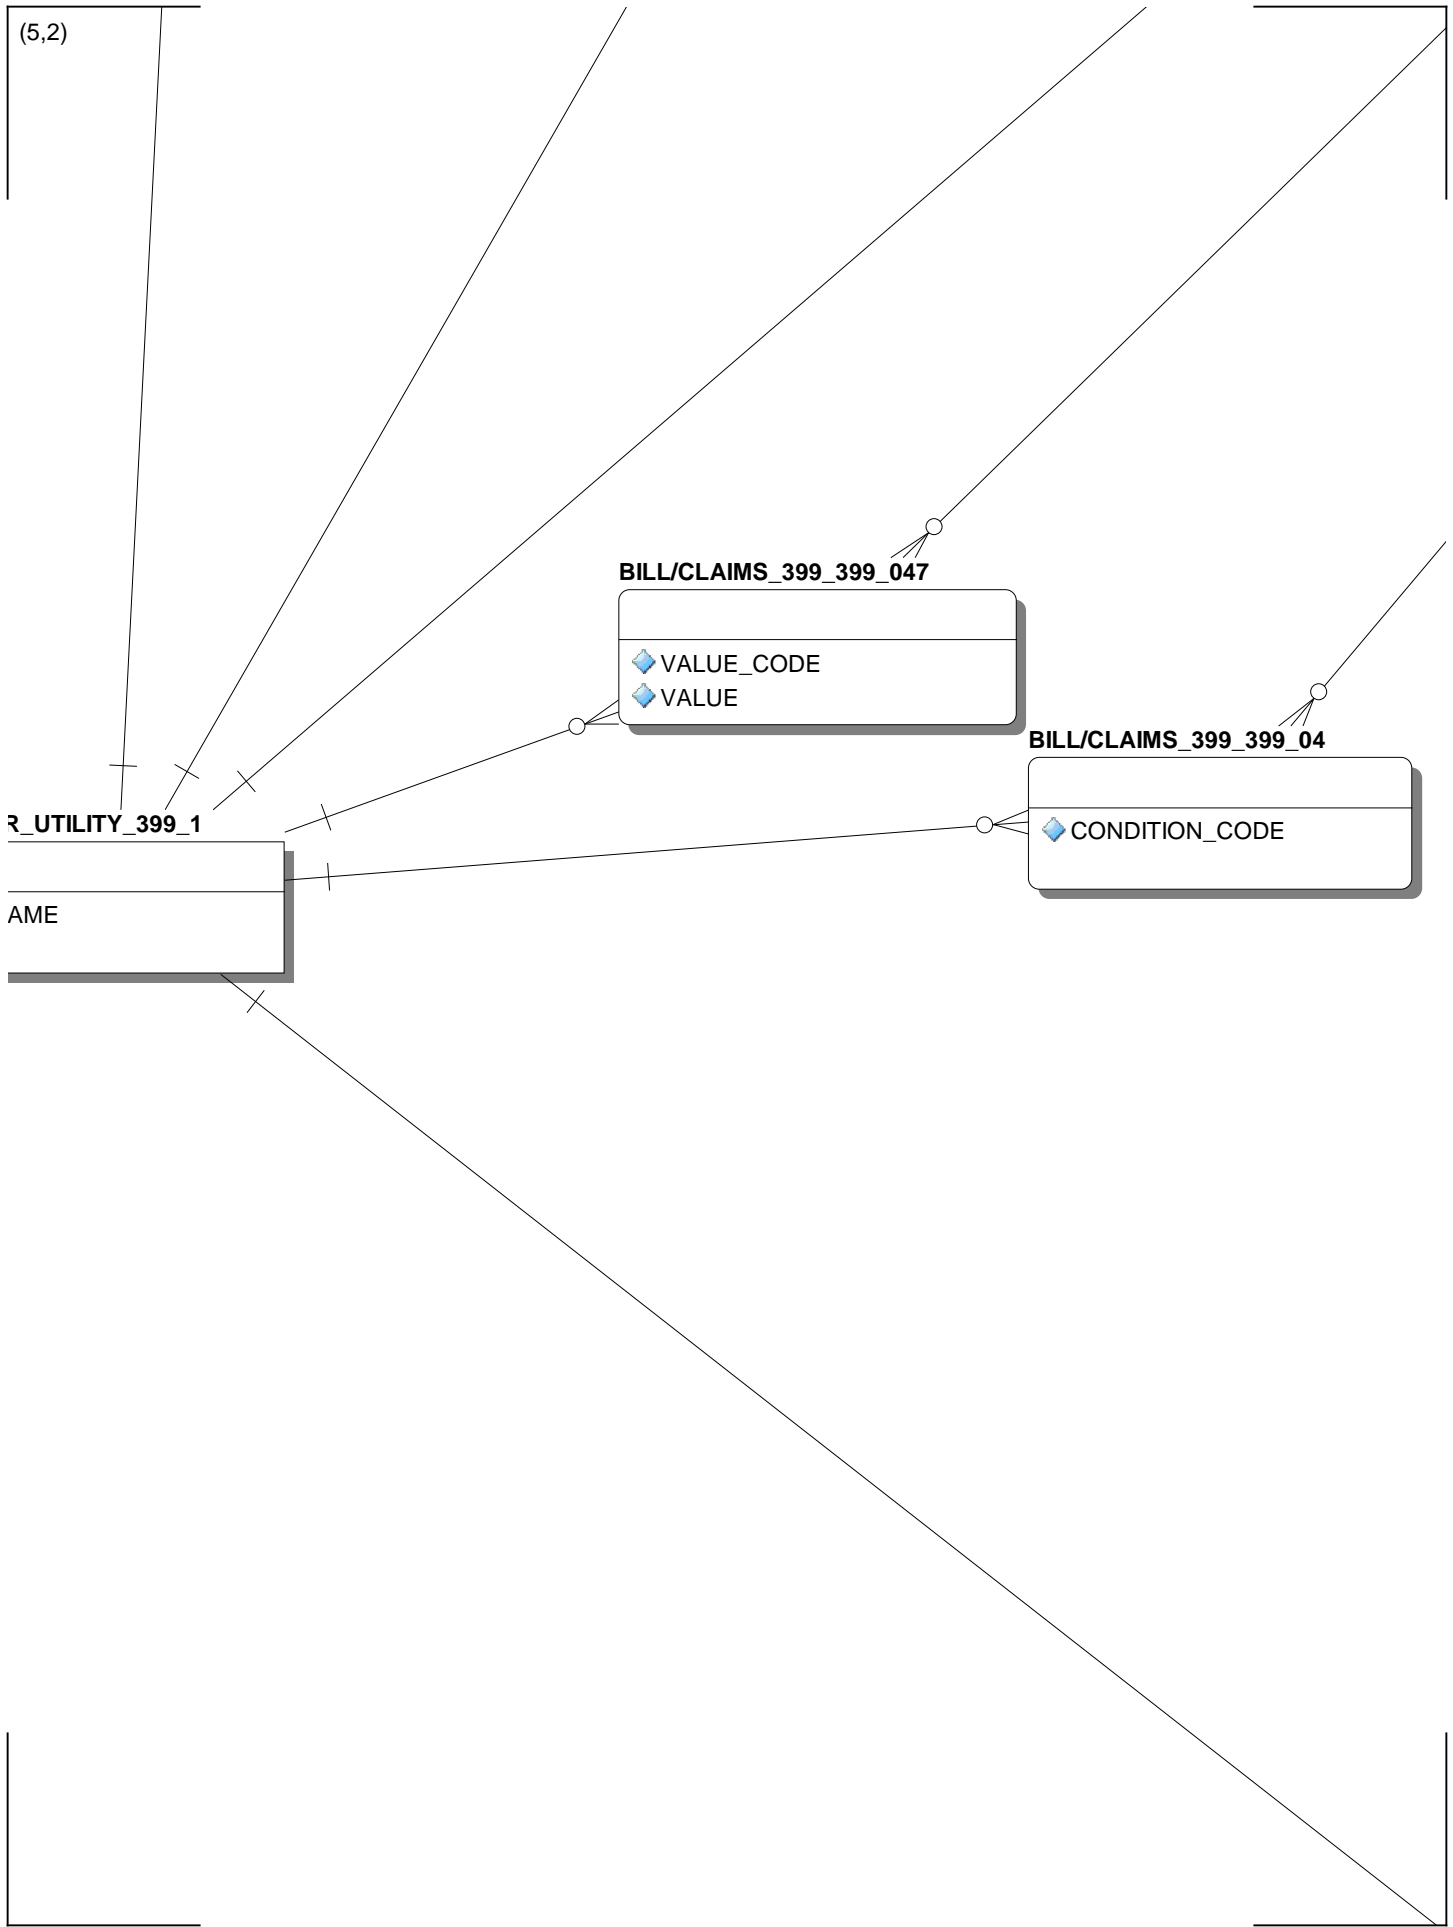 (5,2)
BILL/CLAIMS_399_399_047
VALUE_CODE
VALUE
BILL/CLAIMS_399_399_04
CONDITION_CODE
R_UTILITY_399_1
AME